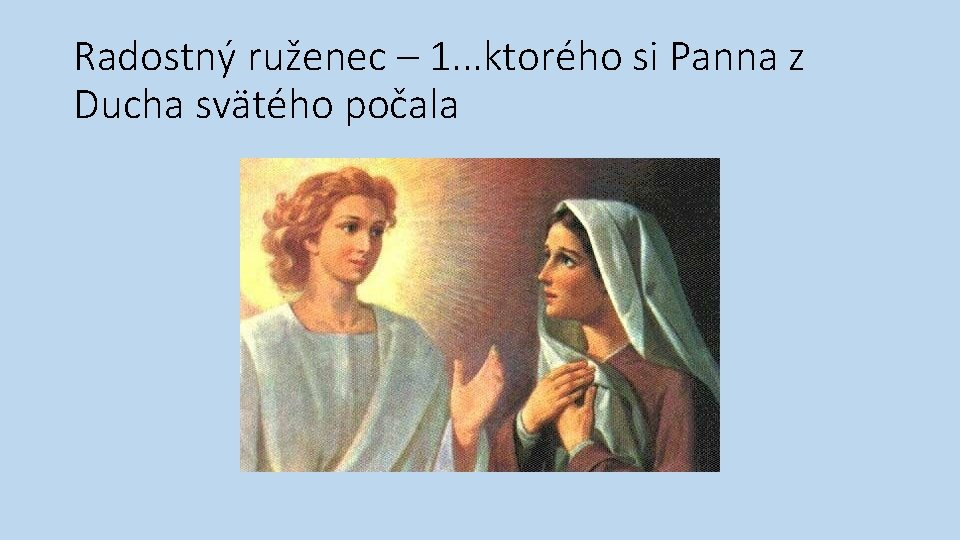 Radostný ruženec – 1...ktorého si Panna z
Ducha svätého počala